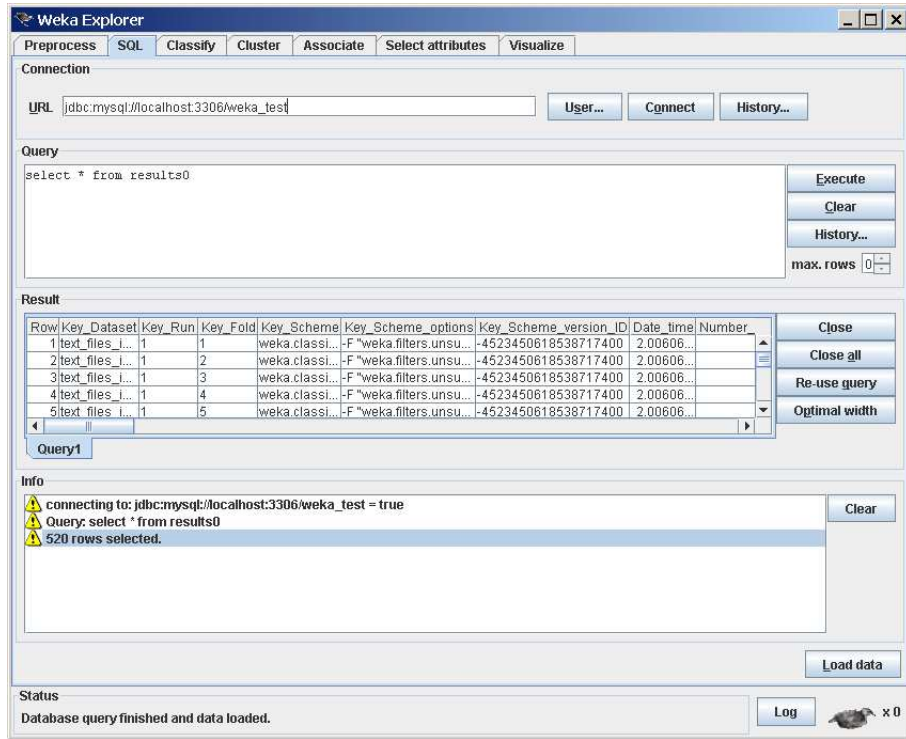 Weka Explorer
Preprocess SQL Classify Cluster Associate Select attributes Visualize
Connection
URL jdbc:mysql://localhost:3306/weka_test User... Connect History...
Query
select * from results0
Execute
Clear
History...
max. rows 0
Result
Row Key_Dataset Key_Run Key_Fold Key_Scheme Key_Scheme_options Key_Scheme_version_ID Date_time Number_
1 text_files_i... 1 1 weka.classi... -F "weka.filters.unsu... -4523450618538717400 2.00606...
2 text_files_i... 1 2 weka.classi... -F "weka.filters.unsu... -4523450618538717400 2.00606...
3 text_files_i... 1 3 weka.classi... -F "weka.filters.unsu... -4523450618538717400 2.00606...
4 text_files_i... 1 4 weka.classi... -F "weka.filters.unsu... -4523450618538717400 2.00606...
5 text_files_i... 1 5 weka.classi... -F "weka.filters.unsu... -4523450618538717400 2.00606...
Close
Close all
Re-use query
Optimal width
Query1
Info
connecting to: jdbc:mysql://localhost:3306/weka_test = true
Query: select * from results0
520 rows selected.
Clear
Load data
Status
Database query finished and data loaded.
Log x 0